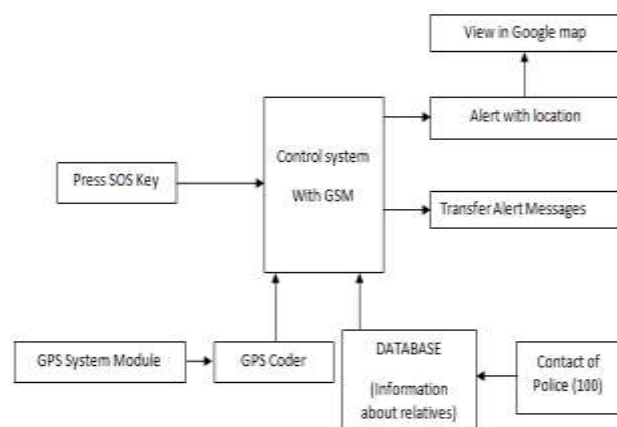 View in Google map
Alert with location
Control system
With GSM
Press SOS Key
Transfer Alert Messages
GPS System Module
GPS Coder
DATABASE
(Information
about relatives)
Contact of
Police (100)